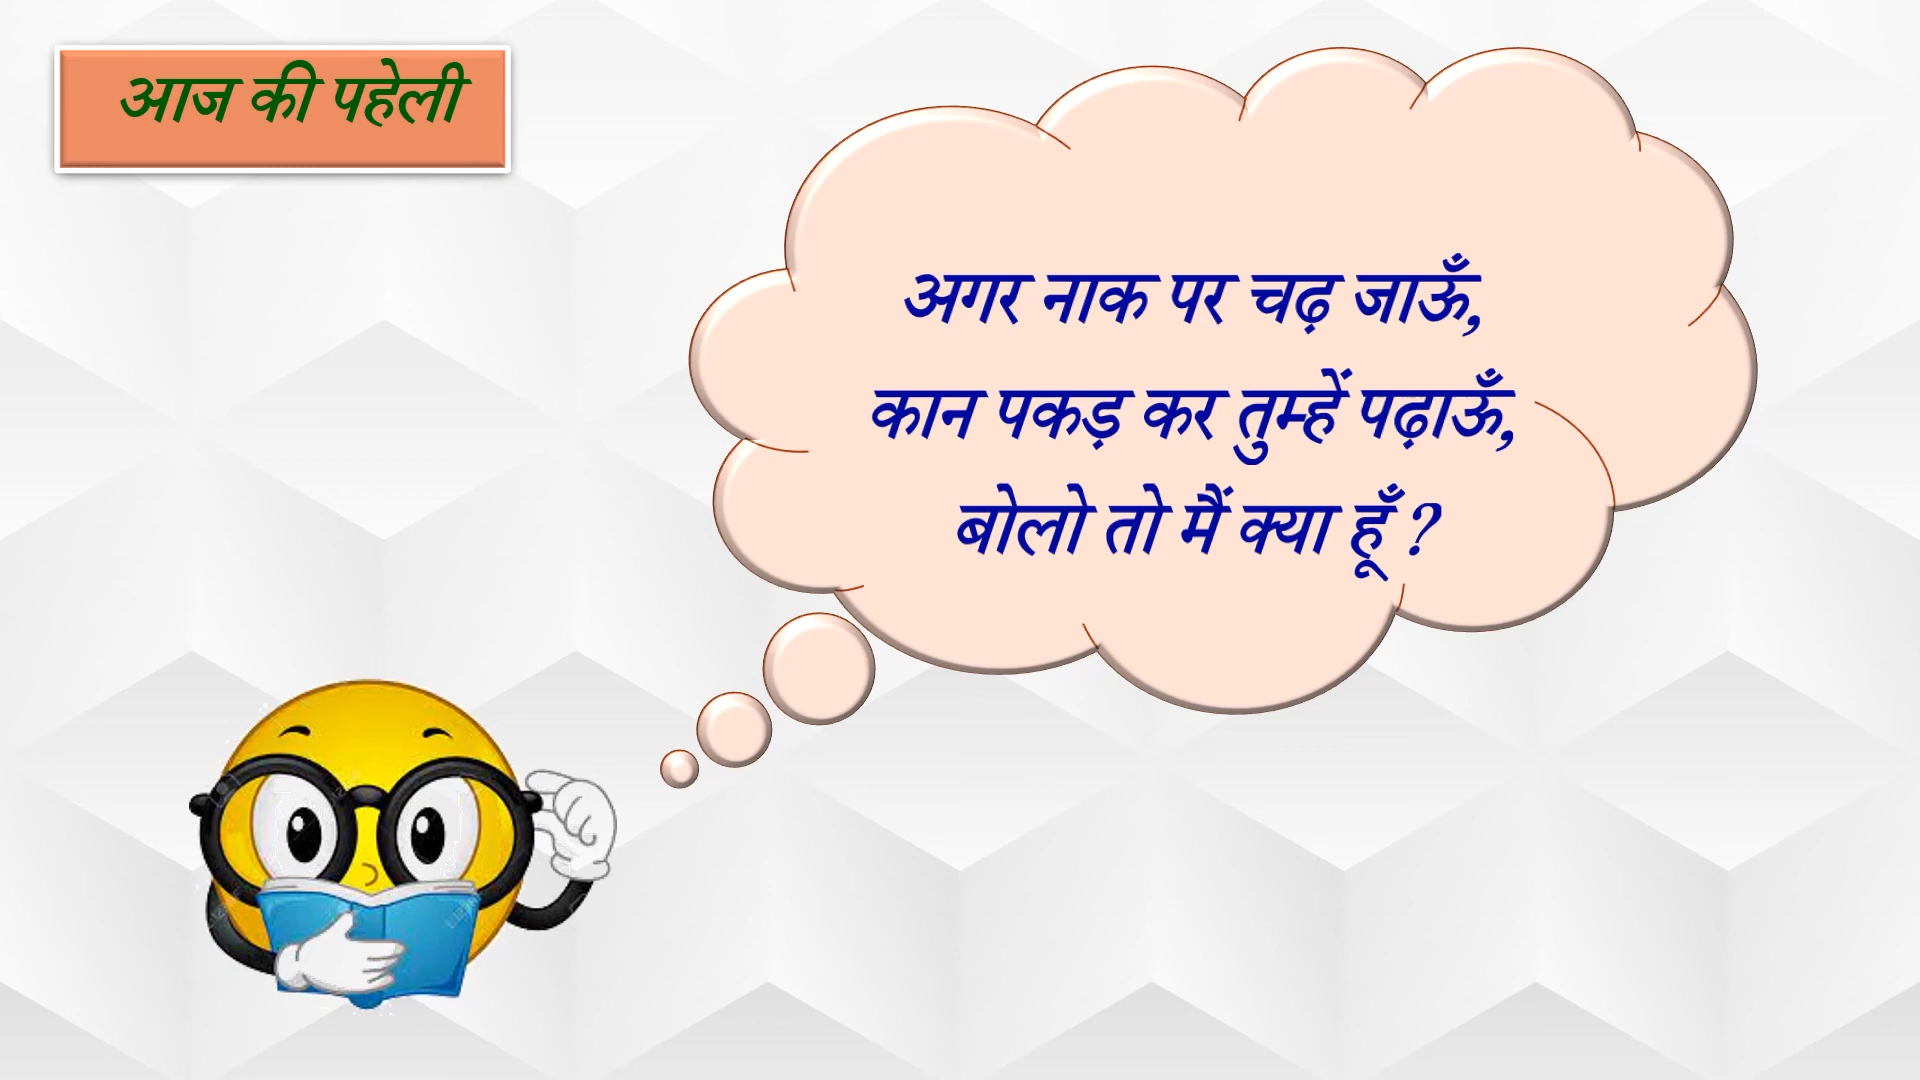 आज की पहेली
अगर नाक पर चढ़ जाऊँ,
कान पकड़ कर तुम्हें पढ़ाऊँ,
बोलो तो मैं क्या हूँ ?